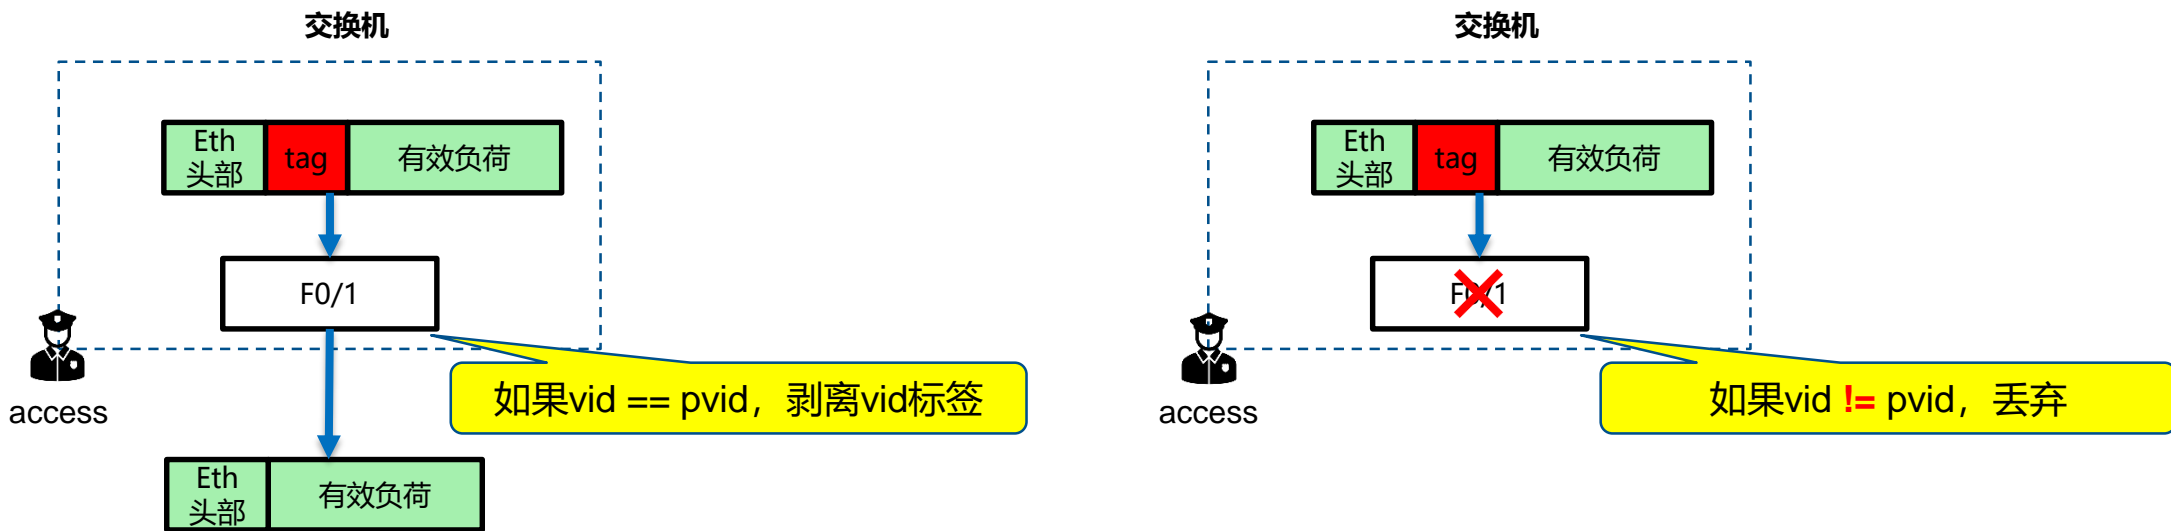 交换机
Eth
头部
tag
有效负荷
F0/1
access
如果vid == pvid，剥离vid标签
Eth
头部
有效负荷
交换机
Eth
头部
tag
有效负荷
F0/1
access
如果vid != pvid，丢弃